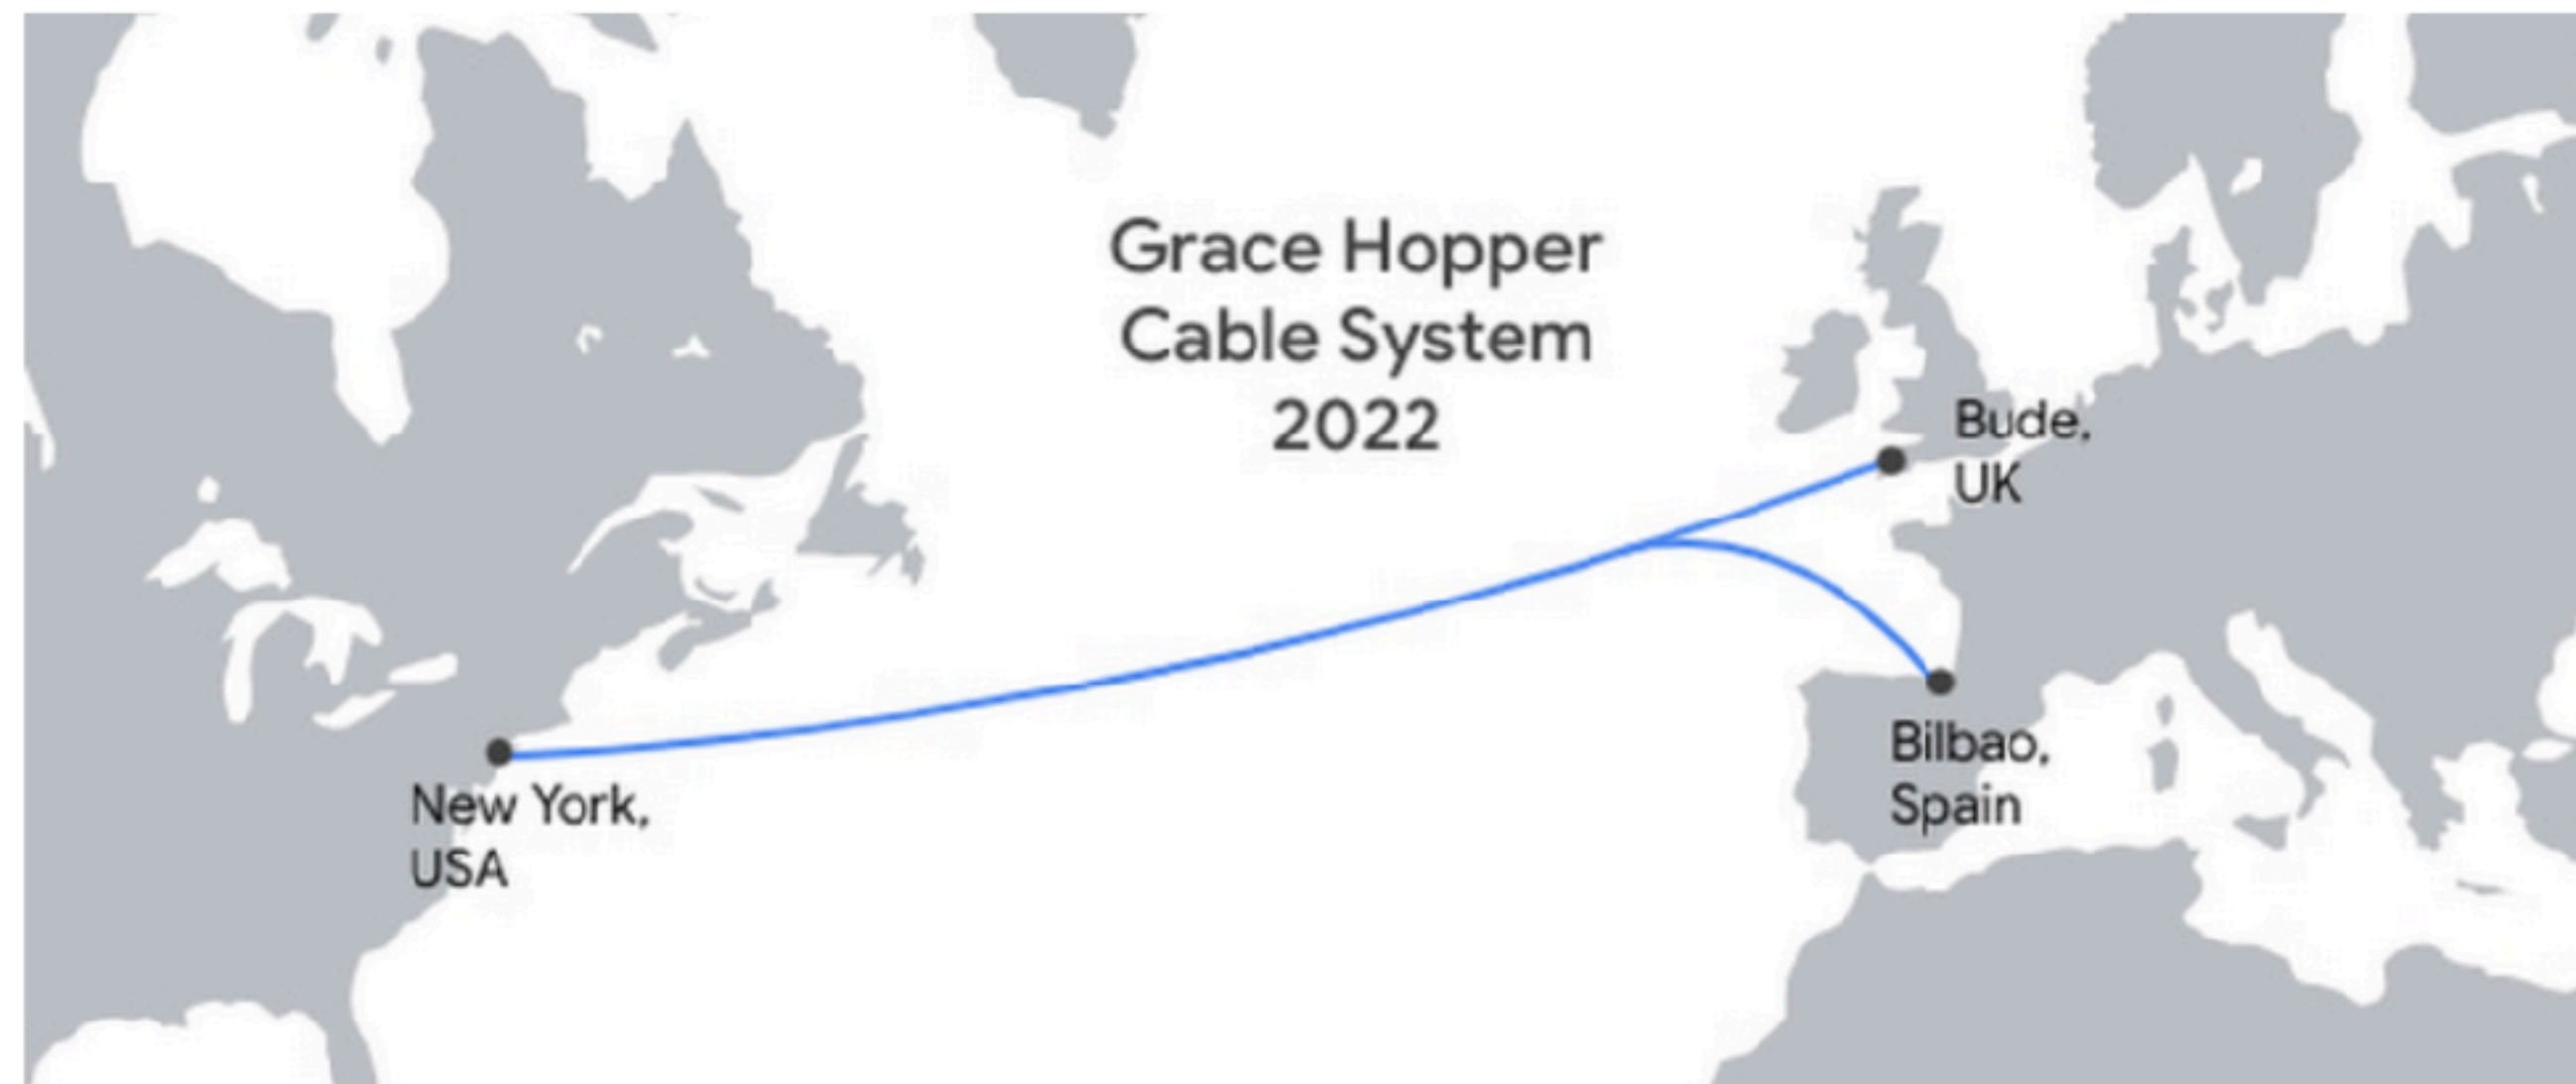 Grace Hopper
Cable System
2022
Bude,
UK
Bilbao,
Spain
New York,
USA